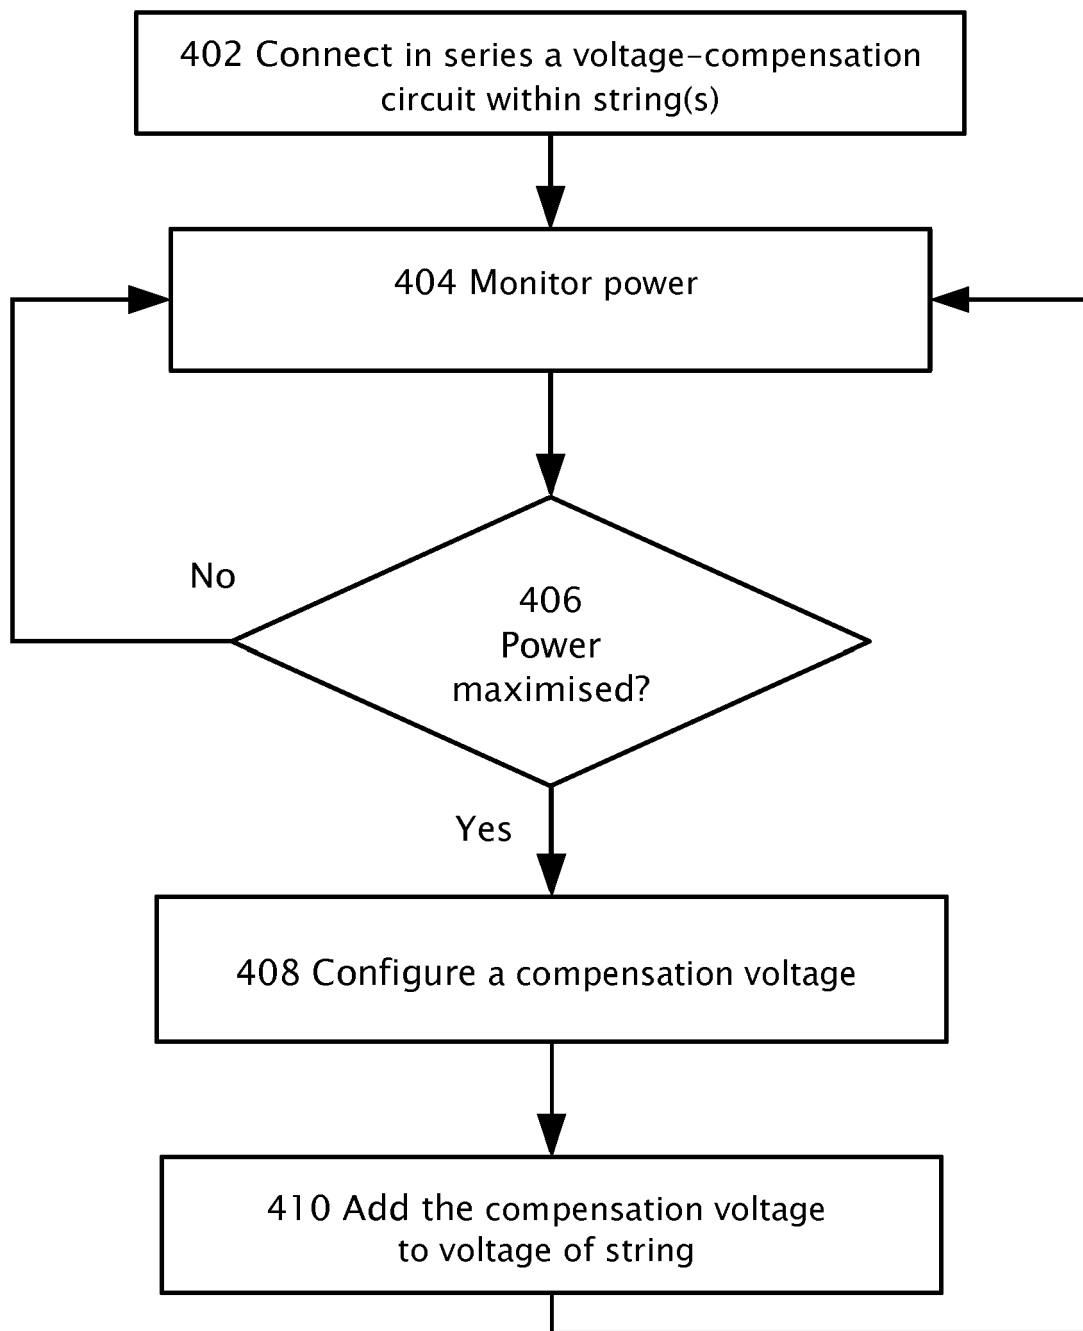 402 Connect in series a voltage-compensation
circuit within string(s)
404 Monitor power
No
406
Power
maximised?
Yes
408 Configure a compensation voltage
410 Add the compensation voltage
to voltage of string